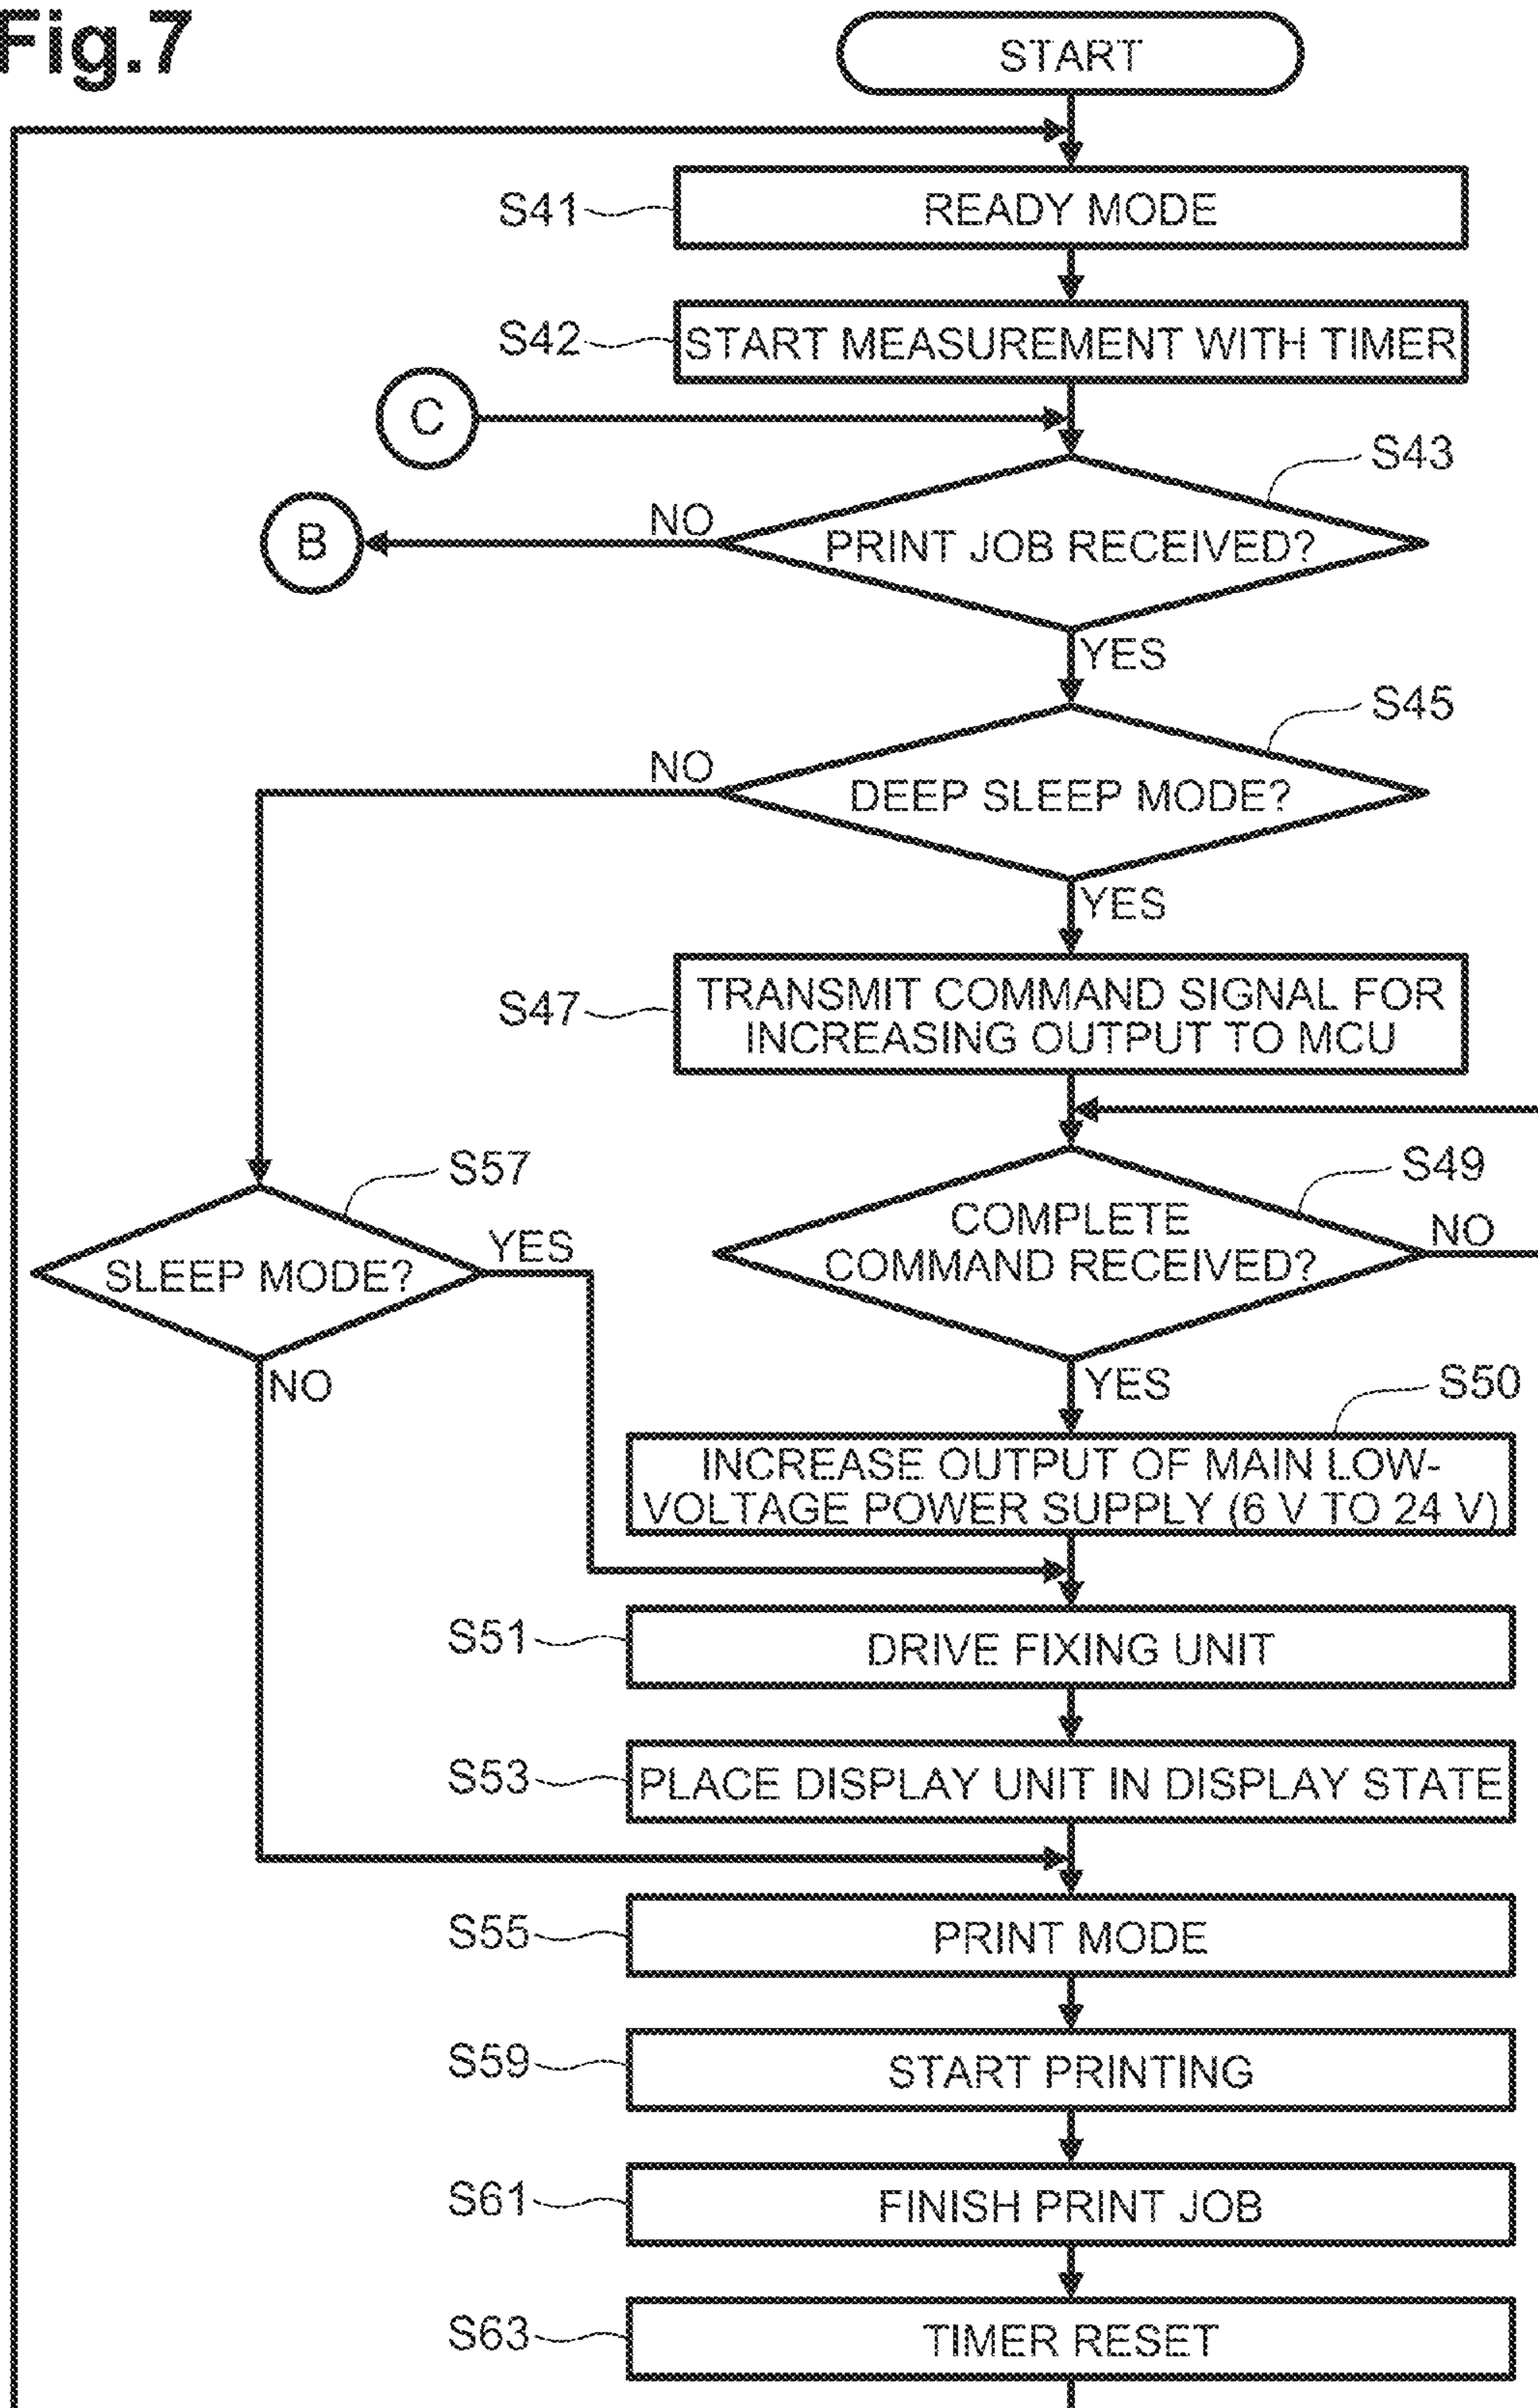 Fig.7
START
S41
READY MODE
S42
START MEASUREMENT WITH TIMER
C
S43
B
NO
PRINT JOB RECEIVED?
YES
S45
NO
DEEP SLEEP MODE?
YES
S47
TRANSMIT COMMAND SIGNAL FOR
INCREASING OUTPUT TO MCU
S57
S49
SLEEP MODE?
YES
COMPLETE
COMMAND RECEIVED?
NO
NO
YES
S50
INCREASE OUTPUT OF MAIN LOW-
VOLTAGE POWER SUPPLY (6 V TO 24 V)
S51
DRIVE FIXING UNIT
S53
PLACE DISPLAY UNIT IN DISPLAY STATE
S55
PRINT MODE
S59
START PRINTING
S61
FINISH PRINT JOB
S63
TIMER RESET